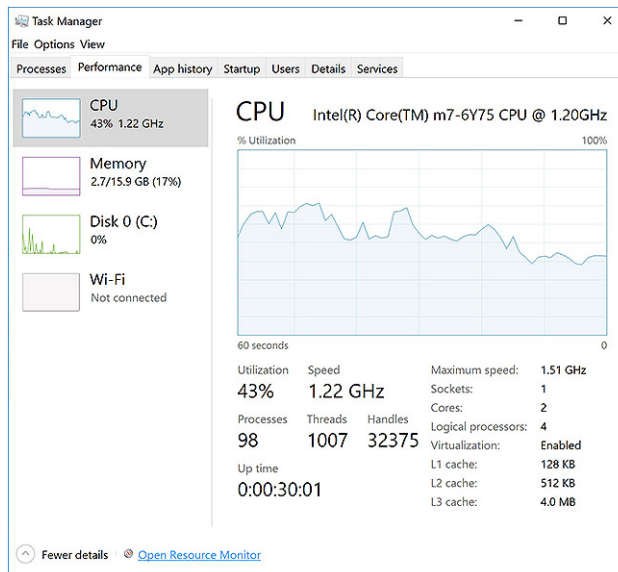 Task Manager
File Options View
Processes Performance App history Startup Users Details Services
CPU
43% 1.22 GHz
Memory
2.7/15.9 GB (17%)
Disk 0 (C:)
0%
Wi-Fi
Not connected
CPU Intel(R) Core(TM) m7-6Y75 CPU @ 1.20GHz
% Utilization 100%
60 seconds 0
Utilization Speed
43% 1.22 GHz
Processes Threads Handles
98 1007 32375
Up time
0:00:30:01
Maximum speed: 1.51 GHz
Sockets: 1
Cores: 2
Logical processors: 4
Virtualization: Enabled
L1 cache: 128 KB
L2 cache: 512 KB
L3 cache: 4.0 MB
Fewer details Open Resource Monitor